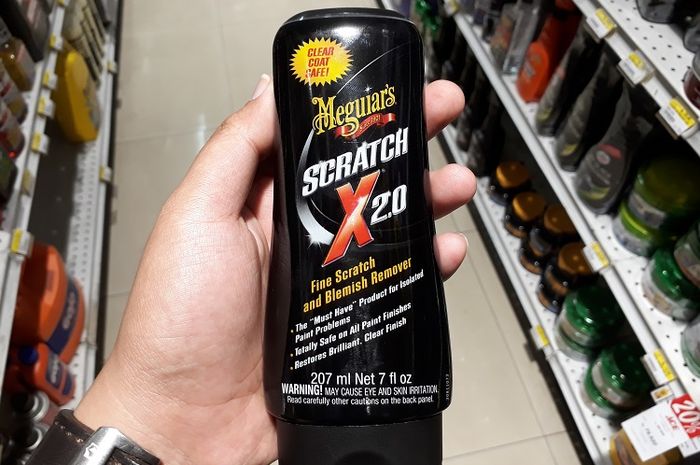 CLEAR
COAT
SAFE!
Meguiar's
SCRATCH
X 2.0
Fine Scratch
and Blemish Remover
• The "Must Have" Product for Isolated
Paint Problems
• Totally Safe on All Paint Finishes
• Restores Brilliant, Clear Finish
207 ml Net 7 fl oz
WARNING! MAY CAUSE EYE AND SKIN IRRITATION.
Read carefully other cautions on the back panel.
20%